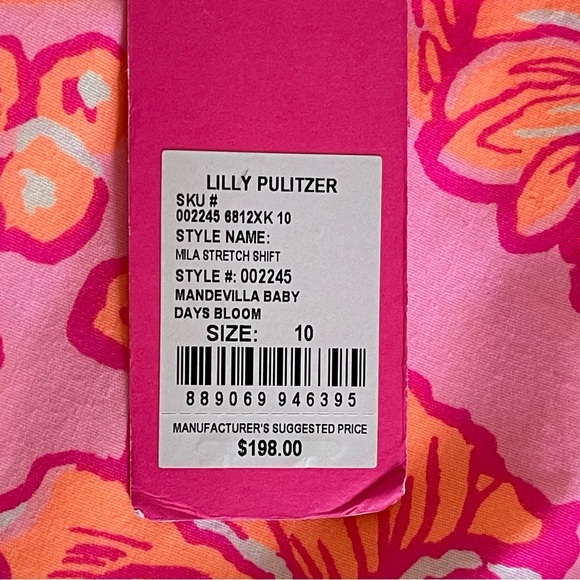 LILLY PULITZER
SKU #
002245 6812XK 10
STYLE NAME:
MILA STRETCH SHIFT
STYLE #: 002245
MANDEVILLA BABY
DAYS BLOOM
SIZE: 10
889069 946395
MANUFACTURER'S SUGGESTED PRICE
$198.00